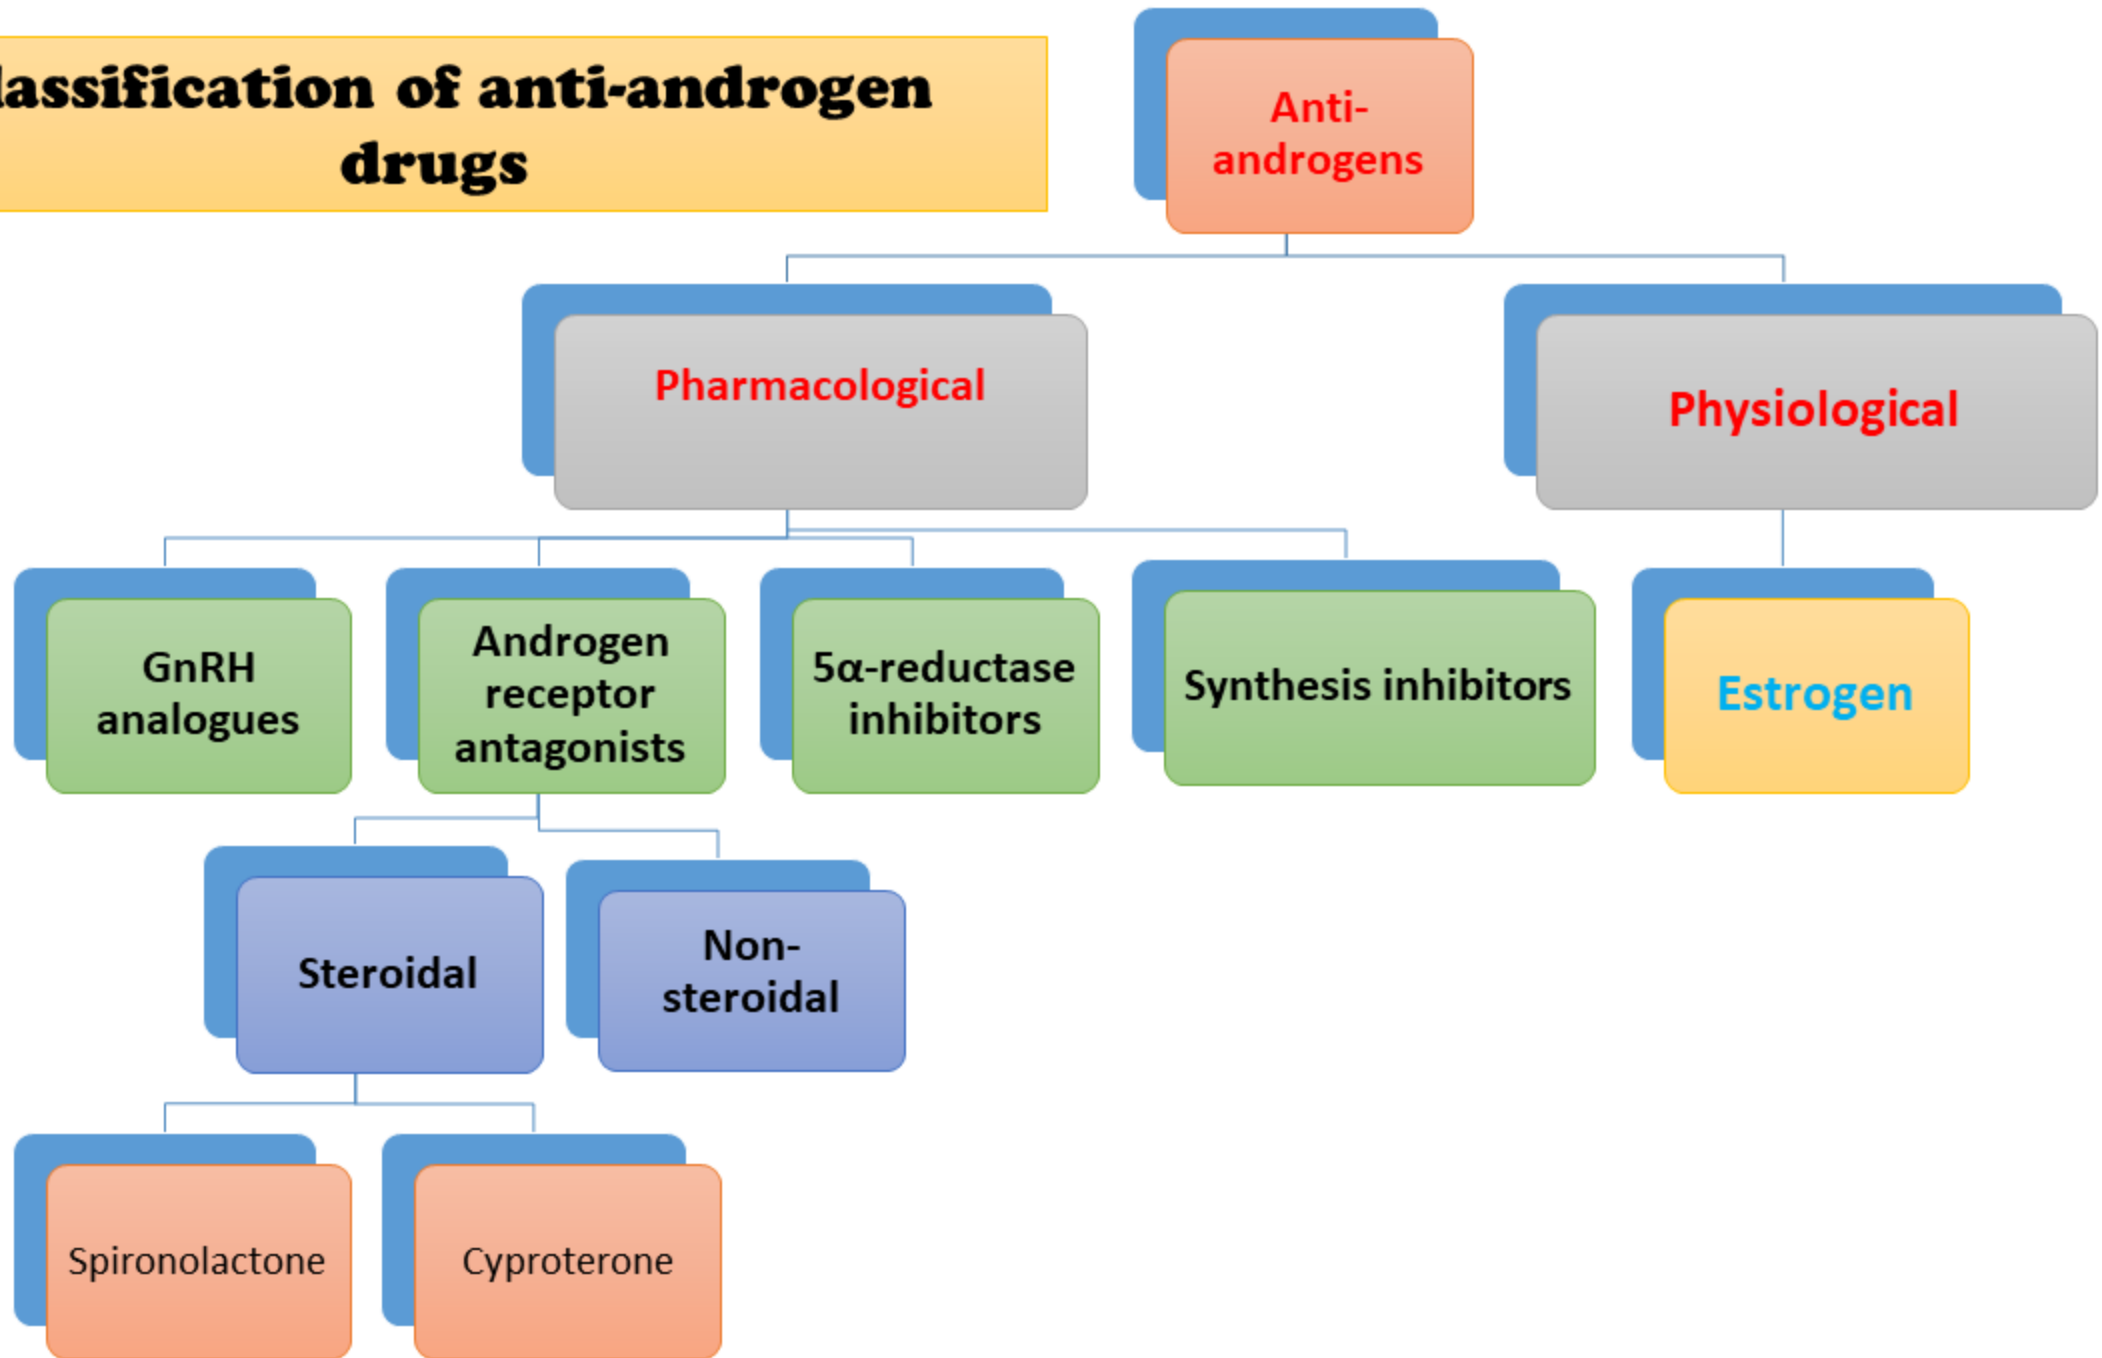 lassification of anti-androgen
drugs
Anti-
androgens
Pharmacological
Physiological
GnRH
analogues
Androgen
receptor
antagonists
5α-reductase
inhibitors
Synthesis inhibitors
Estrogen
Steroidal
Non-
steroidal
Spironolactone
Cyproterone